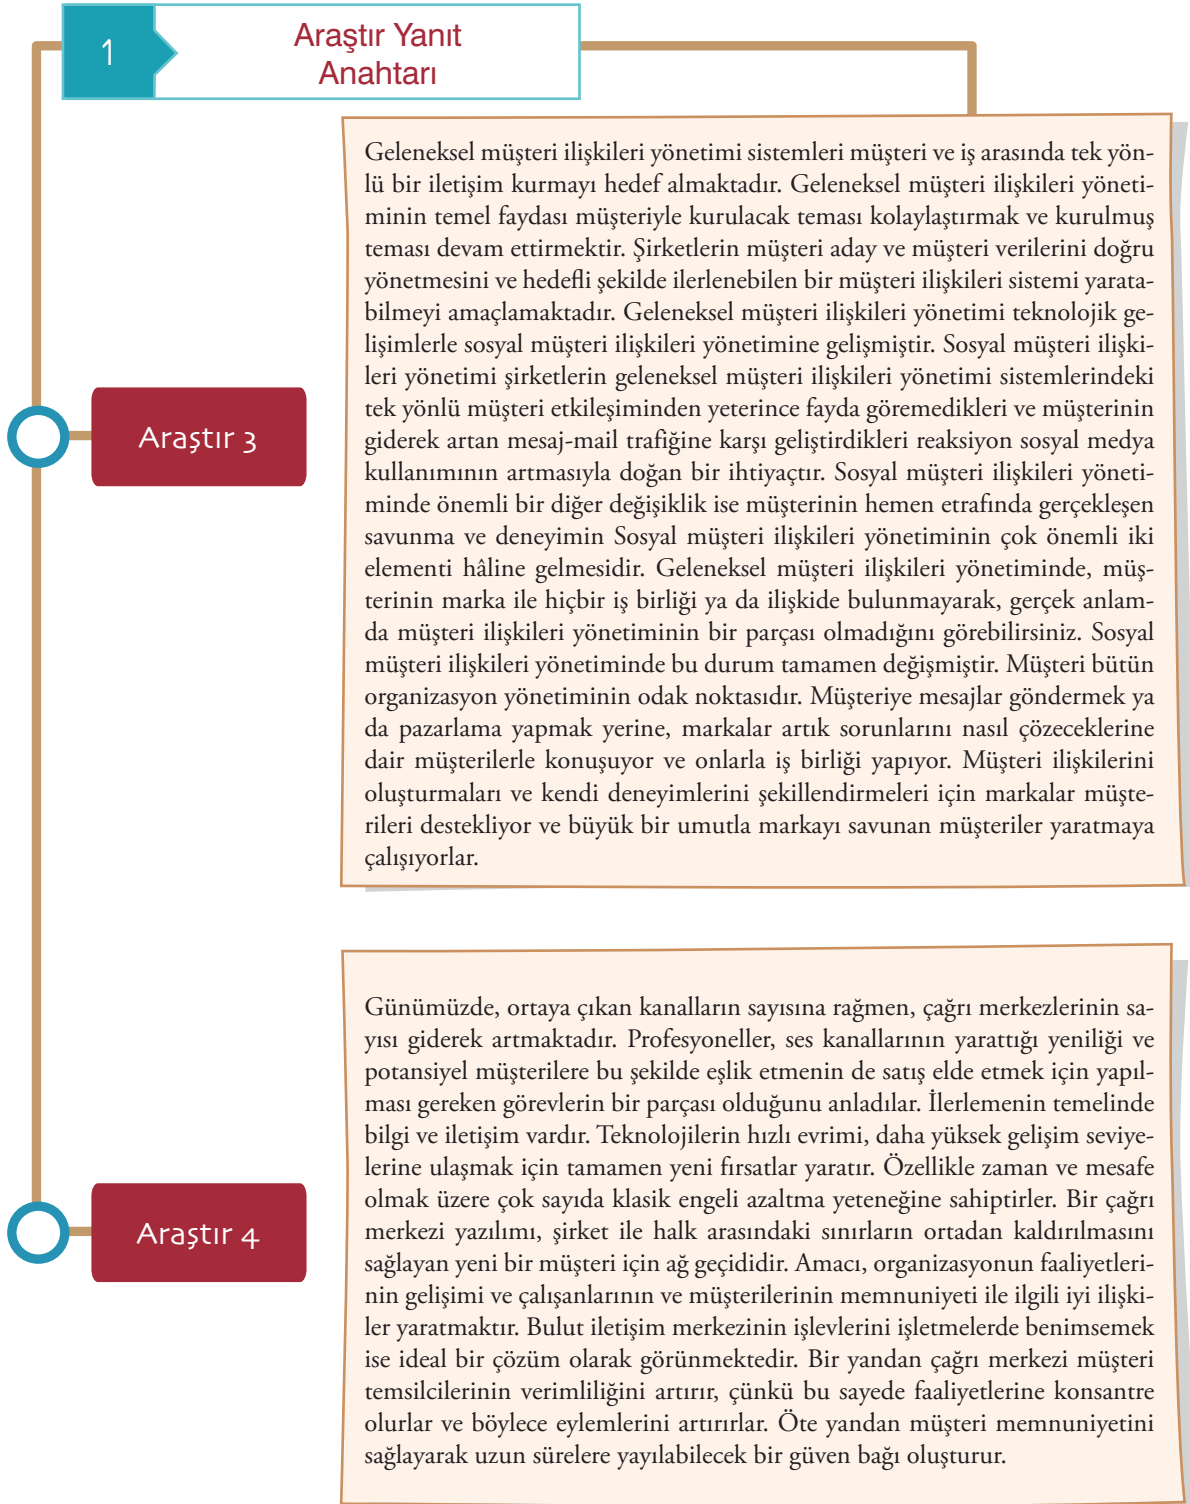 1
Araştır Yanıt
Anahtarı
Geleneksel müşteri ilişkileri yönetimi sistemleri müşteri ve iş arasında tek yön-
lü bir iletişim kurmayı hedef almaktadır. Geleneksel müşteri ilişkileri yöneti-
minin temel faydası müşteriyle kurulacak teması kolaylaştırmak ve kurulmuş
teması devam ettirmektir. Şirketlerin müşteri aday ve müşteri verilerini doğru
yönetmesini ve hedefli şekilde ilerlenebilen bir müşteri ilişkileri sistemi yarata-
bilmeyi amaçlamaktadır. Geleneksel müşteri ilişkileri yönetimi teknolojik ge-
lişimlerle sosyal müşteri ilişkileri yönetimine gelişmiştir. Sosyal müşteri ilişki-
leri yönetimi şirketlerin geleneksel müşteri ilişkileri yönetimi sistemlerindeki
tek yönlü müşteri etkileşiminden yeterince fayda göremedikleri ve müşterinin
giderek artan mesaj-mail trafiğine karşı geliştirdikleri reaksiyon sosyal medya
kullanımının artmasıyla doğan bir ihtiyaçtır. Sosyal müşteri ilişkileri yöneti-
minde önemli bir diğer değişiklik ise müşterinin hemen etrafında gerçekleşen
savunma ve deneyimin Sosyal müşteri ilişkileri yönetiminin çok önemli iki
elementi hâline gelmesidir. Geleneksel müşteri ilişkileri yönetiminde, müş-
terinin marka ile hiçbir iş birliği ya da ilişkide bulunmayarak, gerçek anlam-
da müşteri ilişkileri yönetiminin bir parçası olmadığını görebilirsiniz. Sosyal
müşteri ilişkileri yönetiminde bu durum tamamen değişmiştir. Müşteri bütün
organizasyon yönetiminin odak noktasıdır. Müşteriye mesajlar göndermek ya
da pazarlama yapmak yerine, markalar artık sorunlarını nasıl çözeceklerine
dair müşterilerle konuşuyor ve onlarla iş birliği yapıyor. Müşteri ilişkilerini
oluşturmaları ve kendi deneyimlerini şekillendirmeleri için markalar müşte-
rileri destekliyor ve büyük bir umutla markayı savunan müşteriler yaratmaya
çalışıyorlar.
Araştır 3
Günümüzde, ortaya çıkan kanalların sayısına rağmen, çağrı merkezlerinin sa-
yısı giderek artmaktadır. Profesyoneller, ses kanallarının yarattığı yeniliği ve
potansiyel müşterilere bu şekilde eşlik etmenin de satış elde etmek için yapıl-
ması gereken görevlerin bir parçası olduğunu anladılar. İlerlemenin temelinde
bilgi ve iletişim vardır. Teknolojilerin hızlı evrimi, daha yüksek gelişim seviye-
lerine ulaşmak için tamamen yeni fırsatlar yaratır. Özellikle zaman ve mesafe
olmak üzere çok sayıda klasik engeli azaltma yeteneğine sahiptirler. Bir çağrı
merkezi yazılımı, şirket ile halk arasındaki sınırların ortadan kaldırılmasını
sağlayan yeni bir müşteri için ağ geçididir. Amacı, organizasyonun faaliyetleri-
nin gelişimi ve çalışanlarının ve müşterilerinin memnuniyeti ile ilgili iyi ilişki-
ler yaratmaktır. Bulut iletişim merkezinin işlevlerini işletmelerde benimsemek
ise ideal bir çözüm olarak görünmektedir. Bir yandan çağrı merkezi müşteri
temsilcilerinin verimliliğini artırır, çünkü bu sayede faaliyetlerine konsantre
olurlar ve böylece eylemlerini artırırlar. Öte yandan müşteri memnuniyetini
sağlayarak uzun sürelere yayılabilecek bir güven bağı oluşturur.
Araştır 4